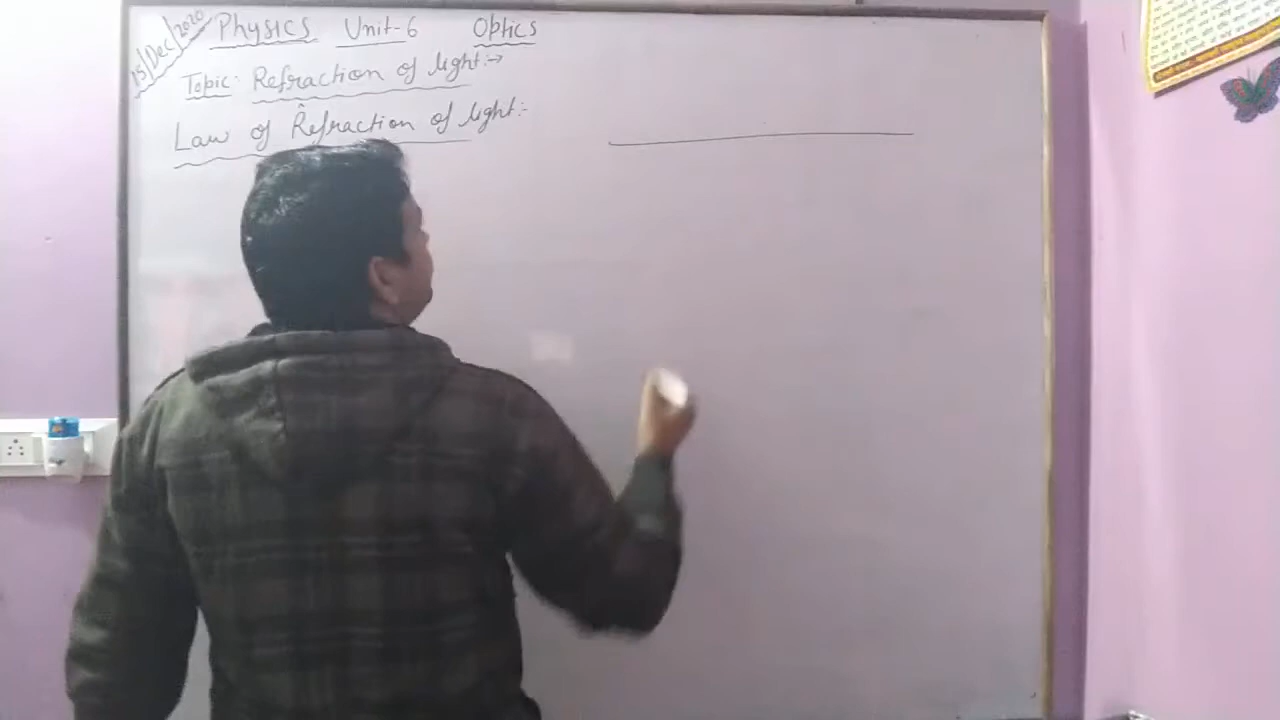 15/Dec/2020
Physics Unit-6 Optics
Topic: Refraction of light:→
Law of Refraction of light:-